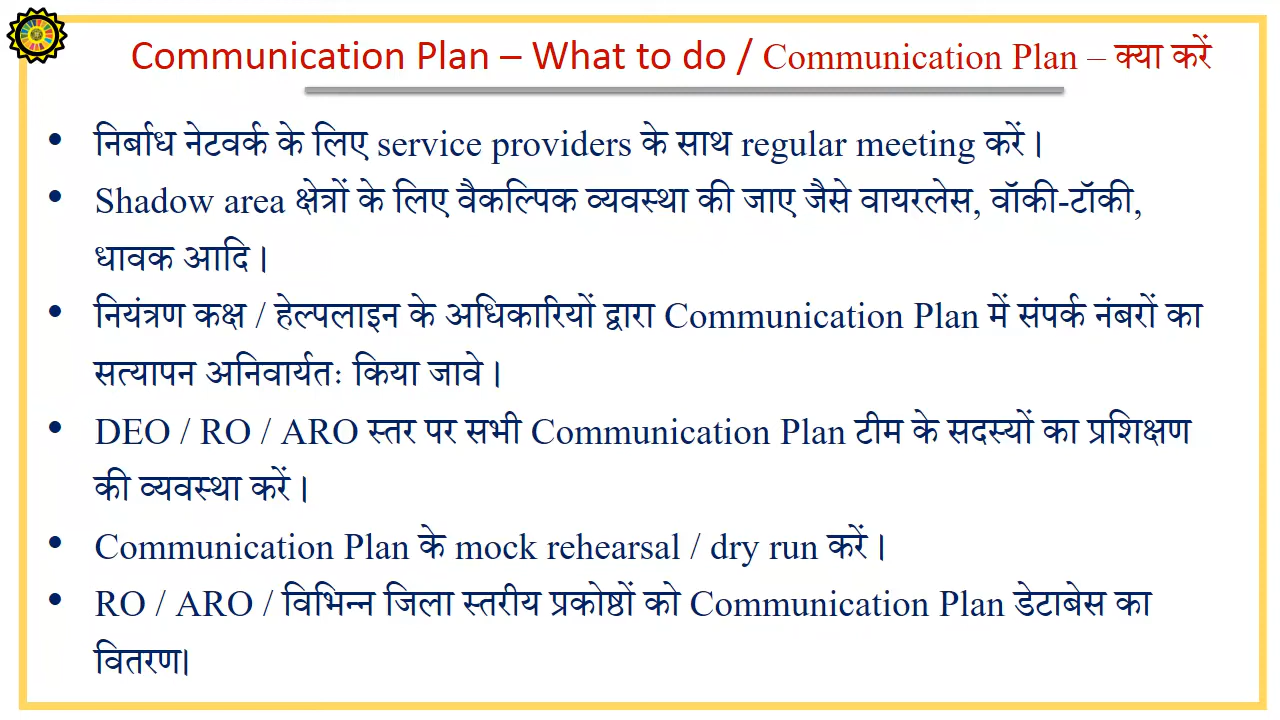 Communication Plan – What to do / Communication Plan – क्या करें
• निर्बाध नेटवर्क के लिए service providers के साथ regular meeting करें।
• Shadow area क्षेत्रों के लिए वैकल्पिक व्यवस्था की जाए जैसे वायरलेस, वॉकी-टॉकी,
धावक आदि।
• नियंत्रण कक्ष / हेल्पलाइन के अधिकारियों द्वारा Communication Plan में संपर्क नंबरों का
सत्यापन अनिवार्यतः किया जावे।
• DEO / RO / ARO स्तर पर सभी Communication Plan टीम के सदस्यों का प्रशिक्षण
की व्यवस्था करें।
• Communication Plan के mock rehearsal / dry run करें।
• RO / ARO / विभिन्न जिला स्तरीय प्रकोष्ठों को Communication Plan डेटाबेस का
वितरण।